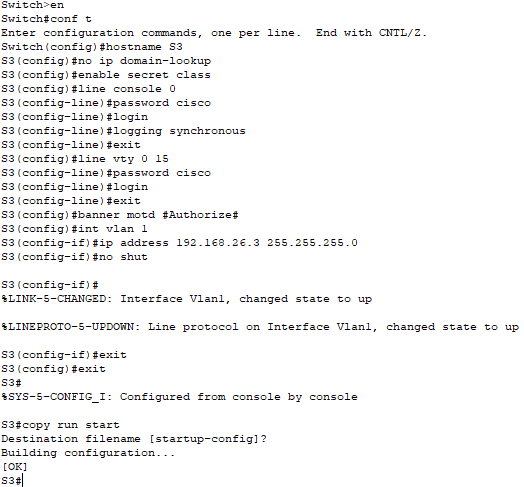 Switch>en
Switch#conf t
Enter configuration commands, one per line.  End with CNTL/Z.
Switch(config)#hostname S3
S3(config)#no ip domain-lookup
S3(config)#enable secret class
S3(config)#line console 0
S3(config-line)#password cisco
S3(config-line)#login
S3(config-line)#logging synchronous
S3(config-line)#exit
S3(config)#line vty 0 15
S3(config-line)#password cisco
S3(config-line)#login
S3(config-line)#exit
S3(config)#banner motd #Authorize#
S3(config)#int vlan 1
S3(config-if)#ip address 192.168.26.3 255.255.255.0
S3(config-if)#no shut
S3(config-if)#
%LINK-5-CHANGED: Interface Vlan1, changed state to up
%LINEPROTO-5-UPDOWN: Line protocol on Interface Vlan1, changed state to up
S3(config-if)#exit
S3(config)#exit
S3#
%SYS-5-CONFIG_I: Configured from console by console
S3#copy run start
Destination filename [startup-config]?
Building configuration...
[OK]
S3#